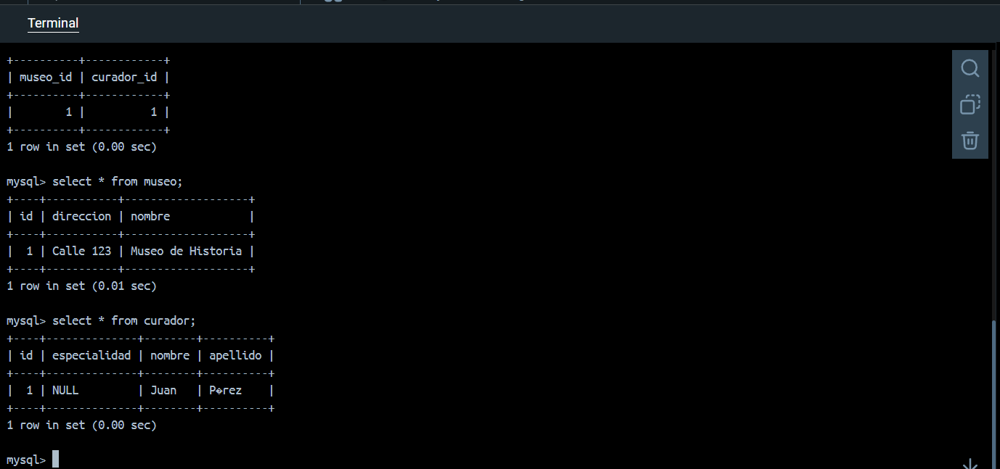 Terminal
+----------+------------+
| museo_id | curador_id |
+----------+------------+
|        1 |          1 |
+----------+------------+
1 row in set (0.00 sec)
mysql> select * from museo;
+----+-----------+-------------------+
| id | direccion | nombre            |
+----+-----------+-------------------+
|  1 | Calle 123 | Museo de Historia |
+----+-----------+-------------------+
1 row in set (0.01 sec)
mysql> select * from curador;
+----+--------------+--------+----------+
| id | especialidad | nombre | apellido |
+----+--------------+--------+----------+
|  1 | NULL         | Juan   | P�rez    |
+----+--------------+--------+----------+
1 row in set (0.00 sec)
mysql>